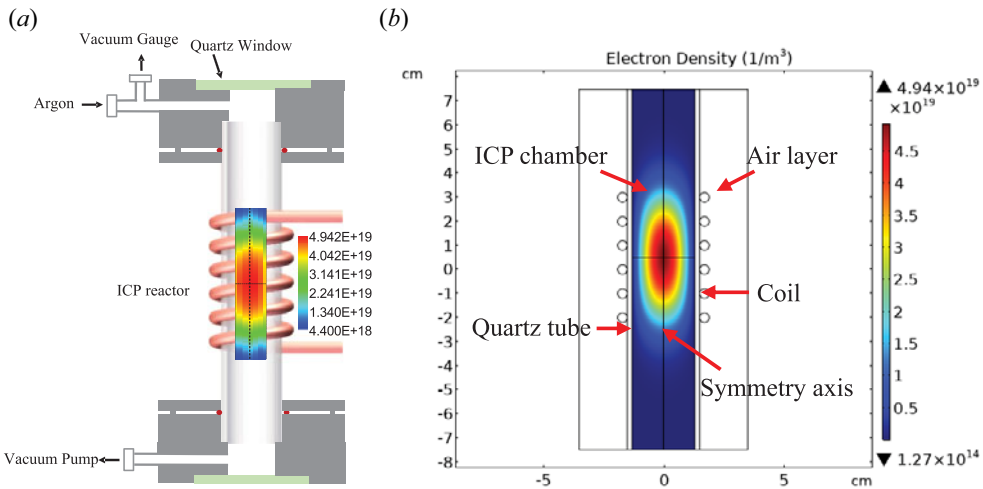 (a)
Vacuum Gauge
Quartz Window
Argon
ICP reactor
4.942E+19
4.042E+19
3.141E+19
2.241E+19
1.340E+19
4.400E+18
Vacuum Pump
(b)
Electron Density (1/m³)
cm
7
6
5
4
3
2
1
0
-1
-2
-3
-4
-5
-6
-7
-8
ICP chamber
Air layer
Coil
Quartz tube
Symmetry axis
-5
0
5
cm
▲ 4.94×10¹⁹
×10¹⁹
4.5
4
3.5
3
2.5
2
1.5
1
0.5
▼ 1.27×10¹⁴